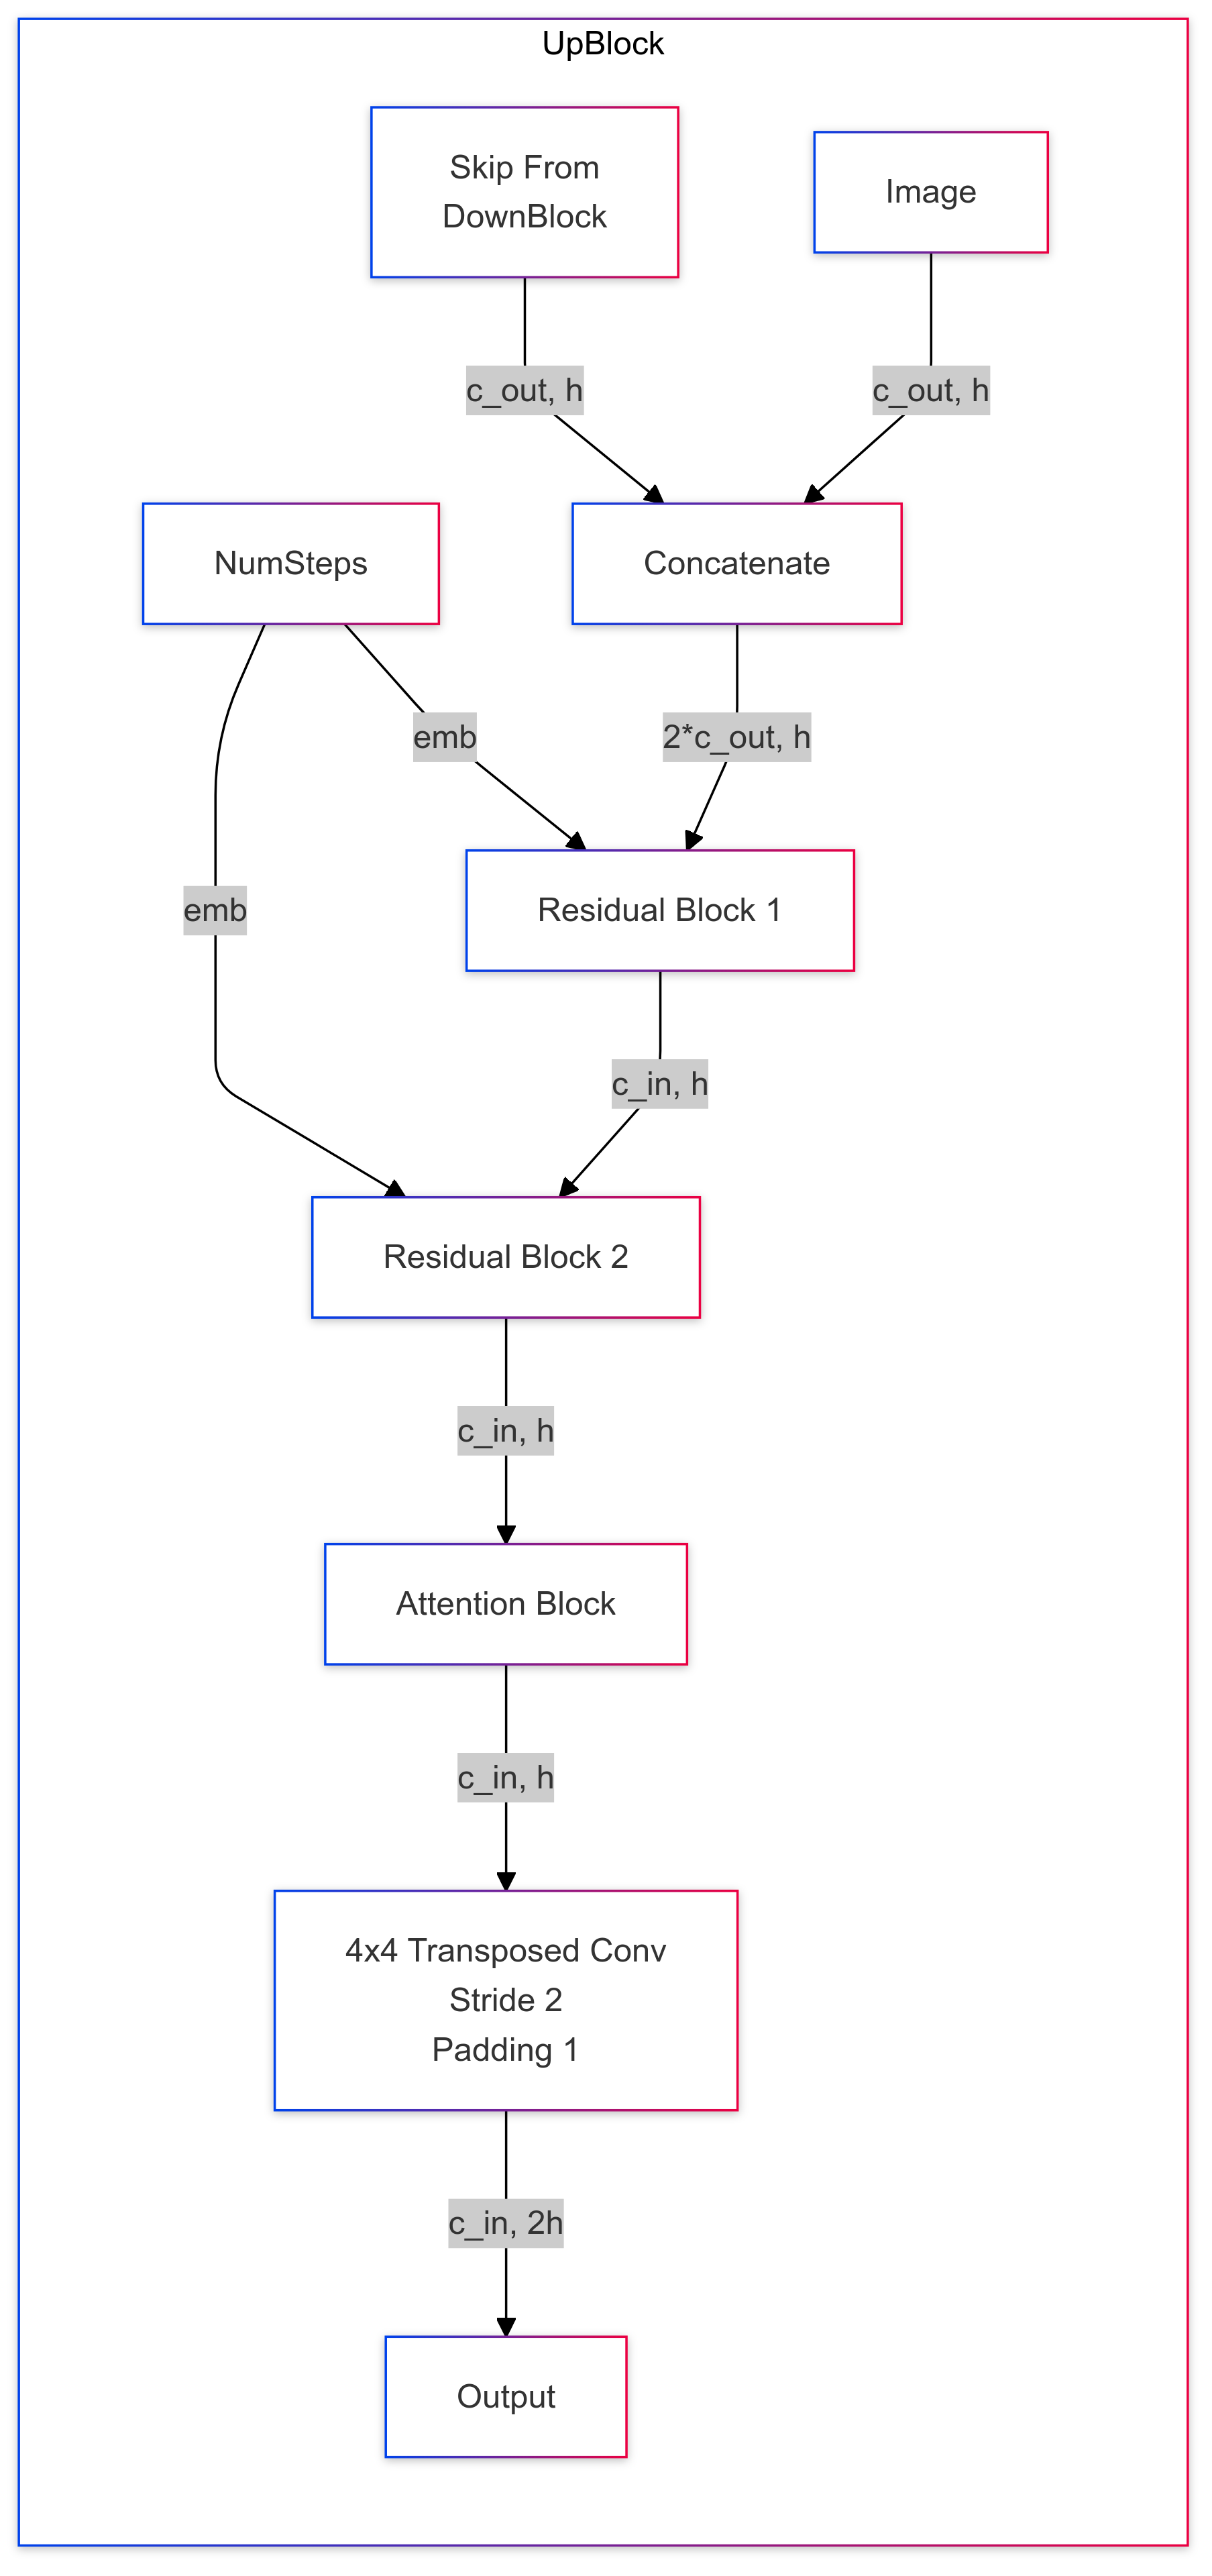 UpBlock
Skip From
DownBlock
Image
c_out, h
c_out, h
NumSteps
Concatenate
emb
2*c_out, h
emb
Residual Block 1
c_in, h
Residual Block 2
c_in, h
Attention Block
c_in, h
4x4 Transposed Conv
Stride 2
Padding 1
c_in, 2h
Output